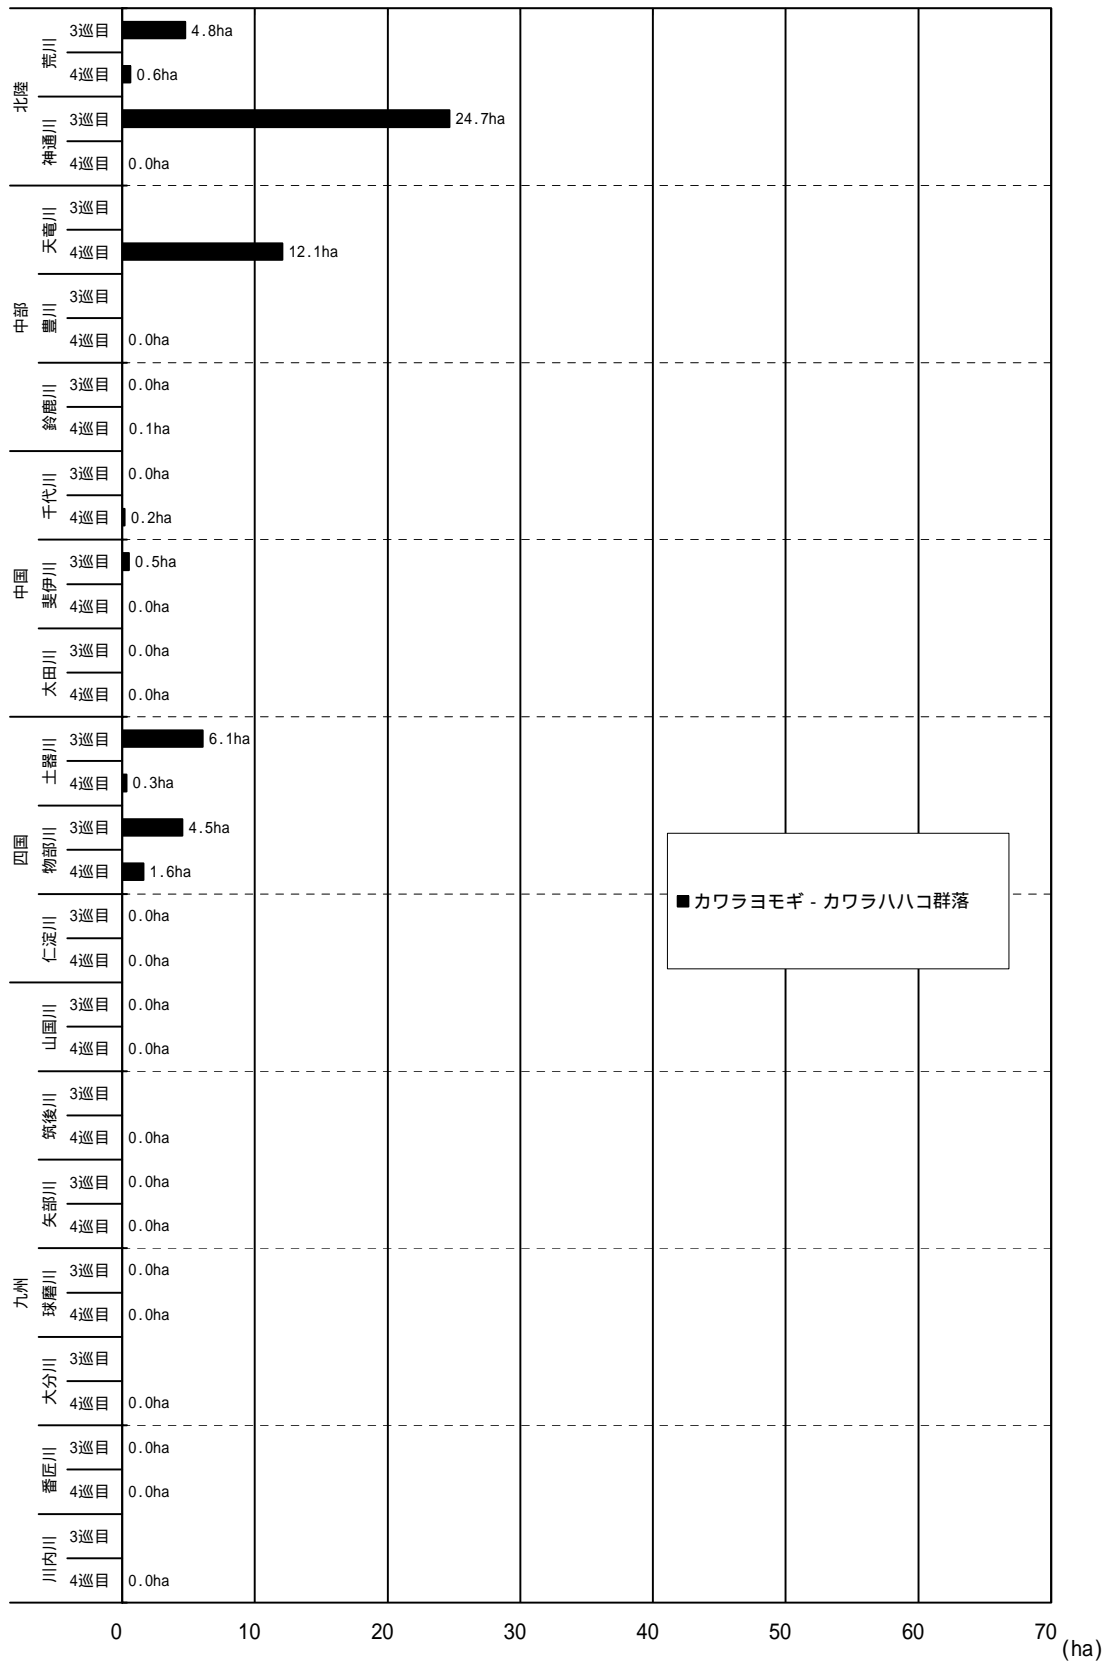 北陸
荒川
3巡目 4.8ha
4巡目 0.6ha
神通川
3巡目 24.7ha
4巡目 0.0ha
中部
天竜川
3巡目
4巡目 12.1ha
豊川
3巡目
4巡目 0.0ha
鈴鹿川
3巡目 0.0ha
4巡目 0.1ha
中国
千代川
3巡目 0.0ha
4巡目 0.2ha
斐伊川
3巡目 0.5ha
4巡目 0.0ha
太田川
3巡目 0.0ha
4巡目 0.0ha
四国
土器川
3巡目 6.1ha
4巡目 0.3ha
物部川
3巡目 4.5ha
4巡目 1.6ha
仁淀川
3巡目 0.0ha
4巡目 0.0ha
九州
山国川
3巡目 0.0ha
4巡目 0.0ha
筑後川
3巡目
4巡目 0.0ha
矢部川
3巡目 0.0ha
4巡目 0.0ha
球磨川
3巡目 0.0ha
4巡目 0.0ha
大分川
3巡目
4巡目 0.0ha
番匠川
3巡目 0.0ha
4巡目 0.0ha
川内川
3巡目
4巡目 0.0ha
■カワラヨモギ - カワラハハコ群落
0 10 20 30 40 50 60 70
(ha)